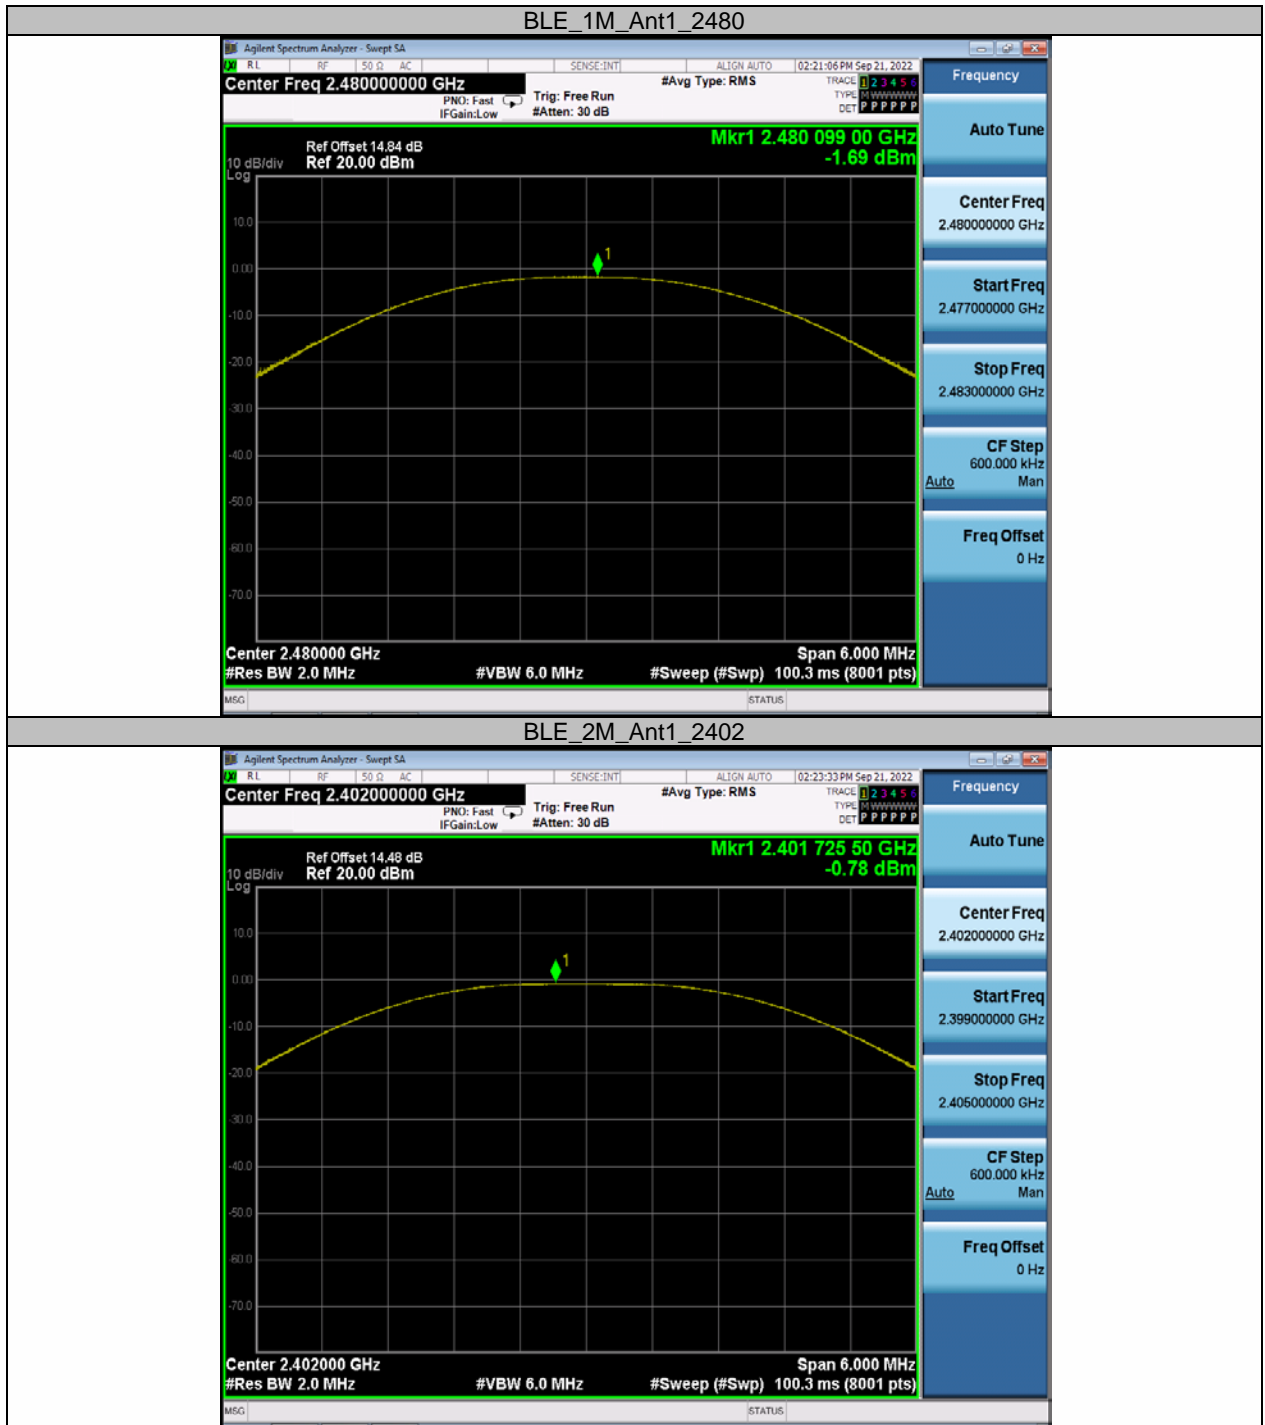 BLE_1M_Ant1_2480
Agilent Spectrum Analyzer - Swept SA
RL RF 50 Ω AC SENSE:INT ALIGN AUTO 02:21:06 PM Sep 21, 2022
Center Freq 2.480000000 GHz #Avg Type: RMS TRACE 1 2 3 4 5 6
PNO: Fast Trig: Free Run TYPE M W W W W W
IFGain:Low #Atten: 30 dB DET P P P P P P
Mkr1 2.480 099 00 GHz
-1.69 dBm
Ref Offset 14.84 dB
10 dB/div Ref 20.00 dBm
Log
10.0
1
0.00
-10.0
-20.0
-30.0
-40.0
-50.0
-60.0
-70.0
Center 2.480000 GHz Span 6.000 MHz
#Res BW 2.0 MHz #VBW 6.0 MHz #Sweep (#Swp) 100.3 ms (8001 pts)
MSG STATUS
Frequency
Auto Tune
Center Freq
2.480000000 GHz
Start Freq
2.477000000 GHz
Stop Freq
2.483000000 GHz
CF Step
600.000 kHz
Auto Man
Freq Offset
0 Hz
BLE_2M_Ant1_2402
Agilent Spectrum Analyzer - Swept SA
RL RF 50 Ω AC SENSE:INT ALIGN AUTO 02:23:33 PM Sep 21, 2022
Center Freq 2.402000000 GHz #Avg Type: RMS TRACE 1 2 3 4 5 6
PNO: Fast Trig: Free Run TYPE M W W W W W
IFGain:Low #Atten: 30 dB DET P P P P P P
Mkr1 2.401 725 50 GHz
-0.78 dBm
Ref Offset 14.48 dB
10 dB/div Ref 20.00 dBm
Log
10.0
1
0.00
-10.0
-20.0
-30.0
-40.0
-50.0
-60.0
-70.0
Center 2.402000 GHz Span 6.000 MHz
#Res BW 2.0 MHz #VBW 6.0 MHz #Sweep (#Swp) 100.3 ms (8001 pts)
MSG STATUS
Frequency
Auto Tune
Center Freq
2.402000000 GHz
Start Freq
2.399000000 GHz
Stop Freq
2.405000000 GHz
CF Step
600.000 kHz
Auto Man
Freq Offset
0 Hz